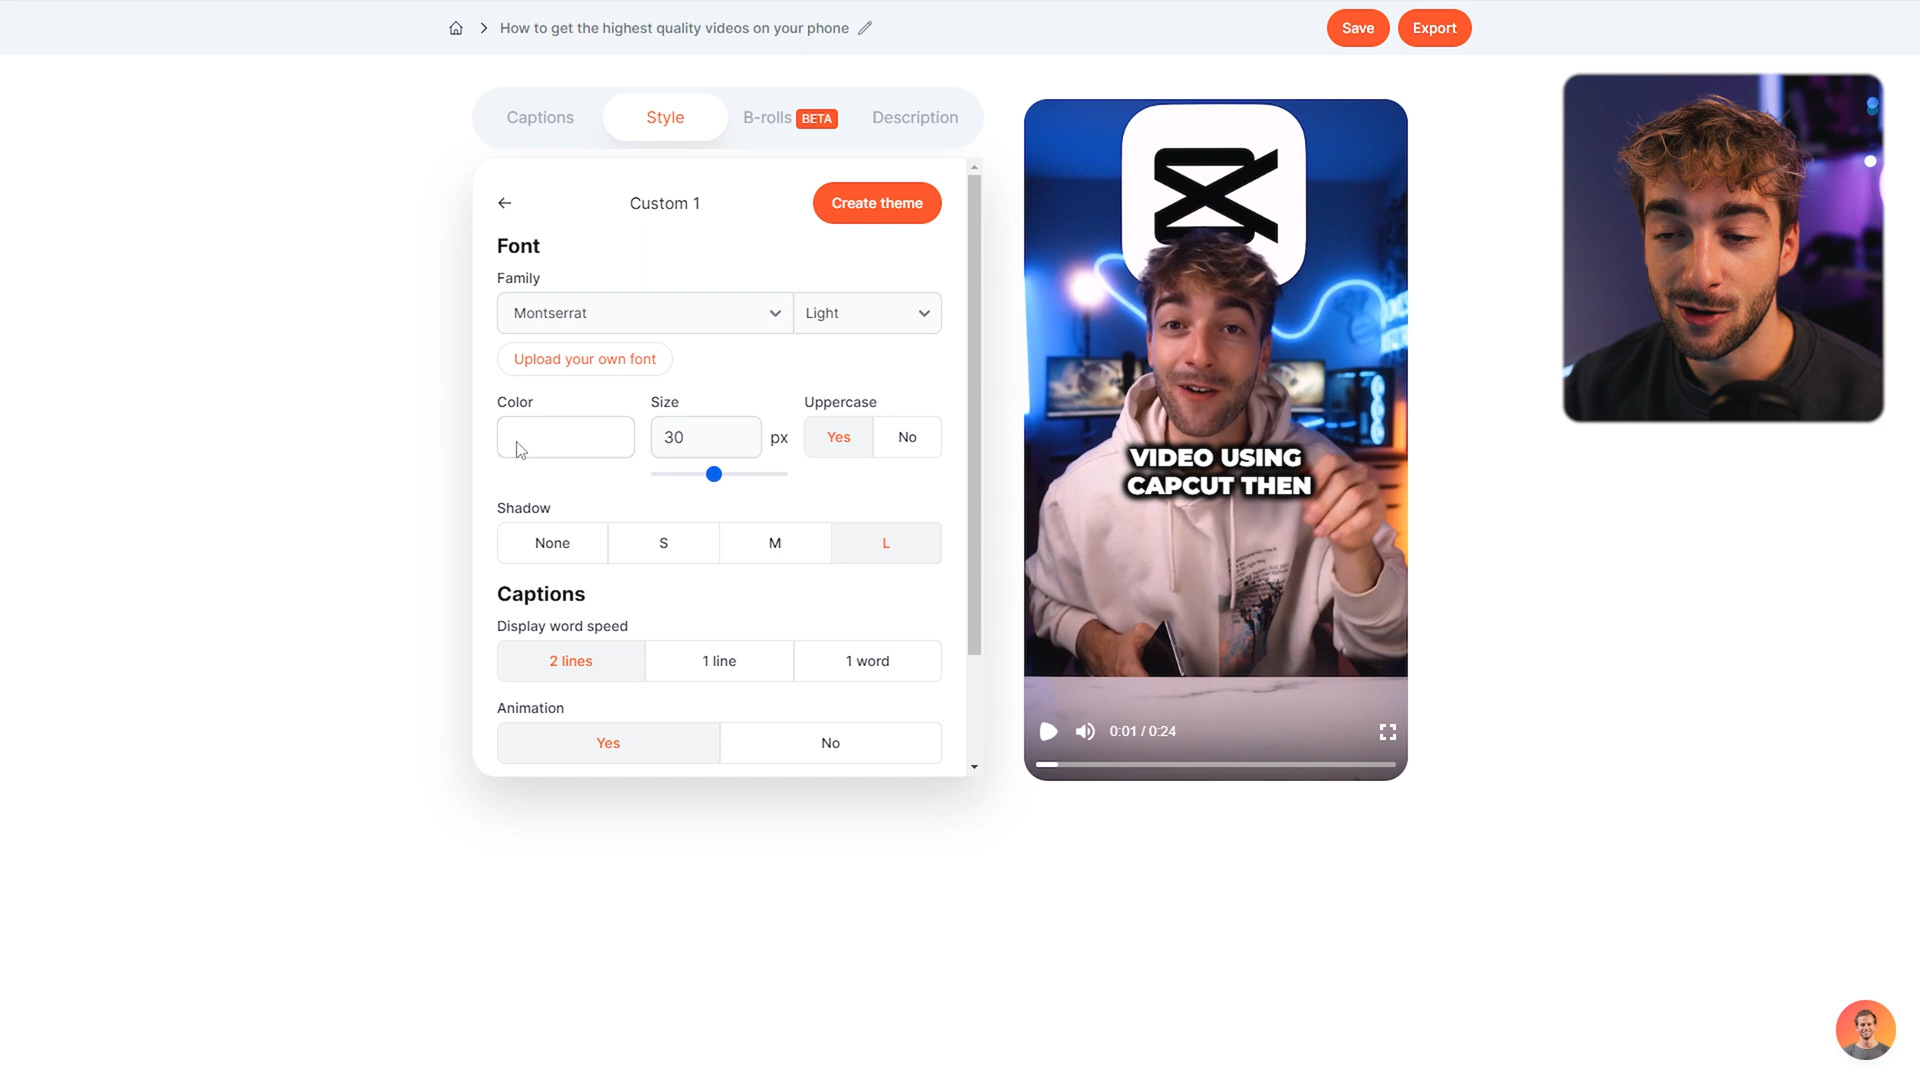 How to get the highest quality videos on your phone
Save
Export
Captions
Style
B-rolls BETA
Description
Custom 1
Create theme
Font
Family
Montserrat
Light
Upload your own font
Color
Size
Uppercase
30
px
Yes
No
Shadow
None
S
M
L
Captions
Display word speed
2 lines
1 line
1 word
Animation
Yes
No
VIDEO USING
CAPCUT THEN
0:01 / 0:24